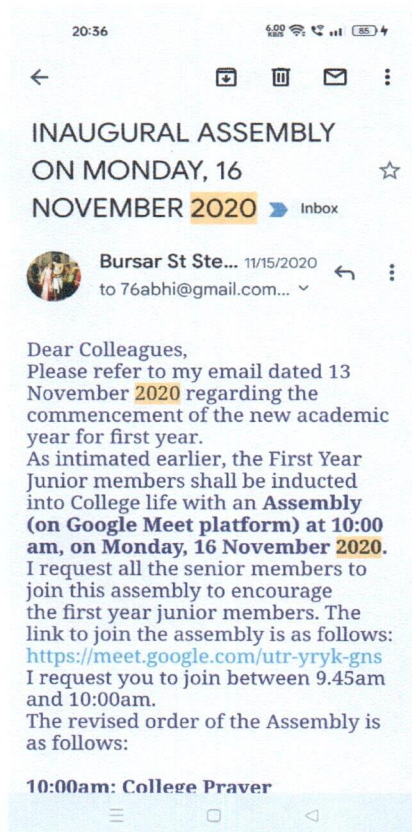 20:36
6.00 KB/S 85
INAUGURAL ASSEMBLY
ON MONDAY, 16
NOVEMBER 2020 Inbox
Bursar St Ste... 11/15/2020
to 76abhi@gmail.com...
Dear Colleagues,
Please refer to my email dated 13
November 2020 regarding the
commencement of the new academic
year for first year.
As intimated earlier, the First Year
Junior members shall be inducted
into College life with an Assembly
(on Google Meet platform) at 10:00
am, on Monday, 16 November 2020.
I request all the senior members to
join this assembly to encourage
the first year junior members. The
link to join the assembly is as follows:
https://meet.google.com/utr-yryk-gns
I request you to join between 9.45am
and 10:00am.
The revised order of the Assembly is
as follows:
10:00am: College Prayer